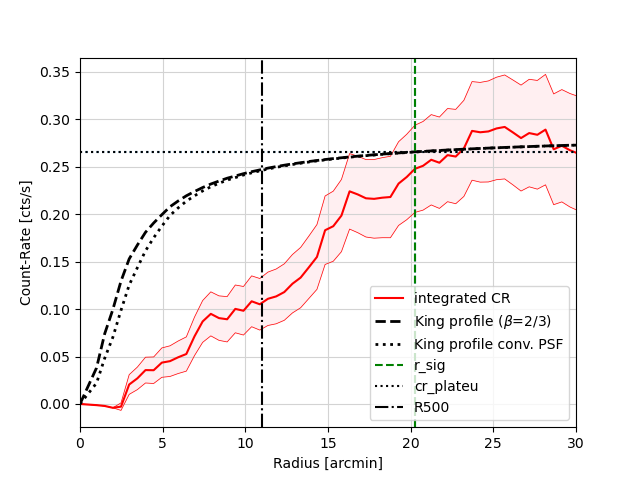 0.35
0.30
0.25
0.20
0.15
0.10
0.05
0.00
Count-Rate [cts/s]
integrated CR
King profile (β=2/3)
King profile conv. PSF
r_sig
cr_plateu
R500
0 5 10 15 20 25 30
Radius [arcmin]